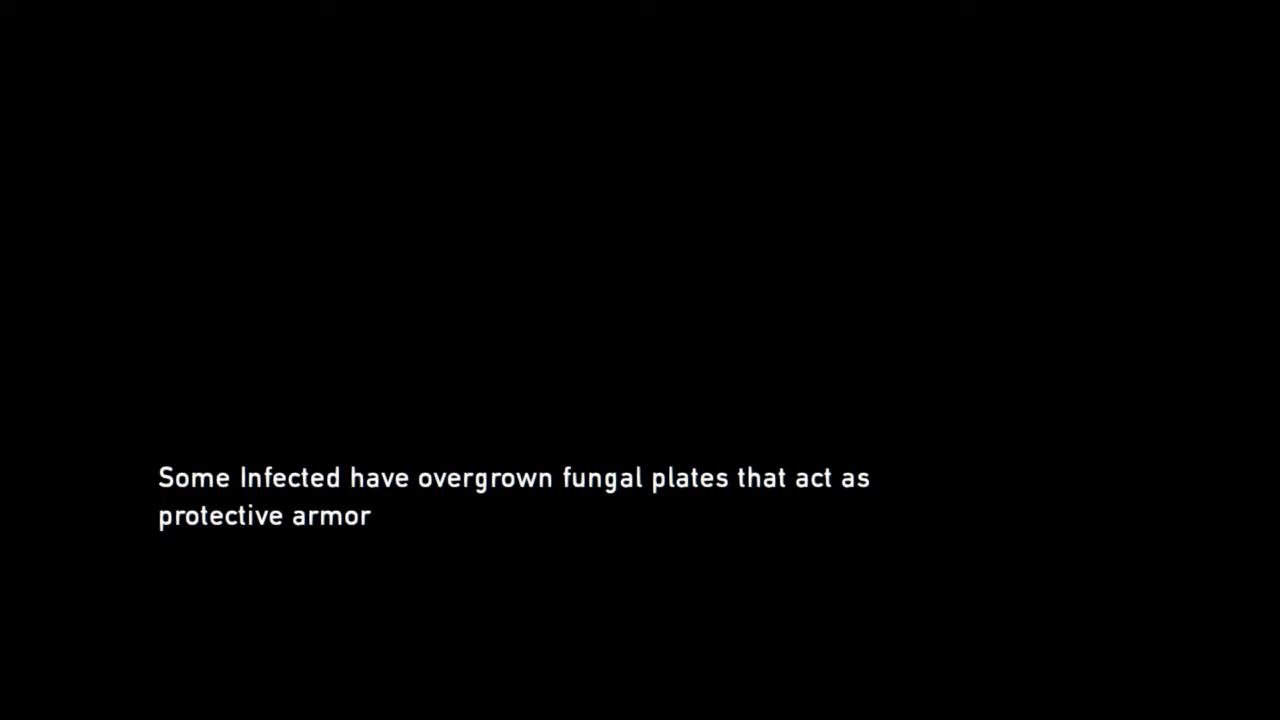 Some Infected have overgrown fungal plates that act as
protective armor